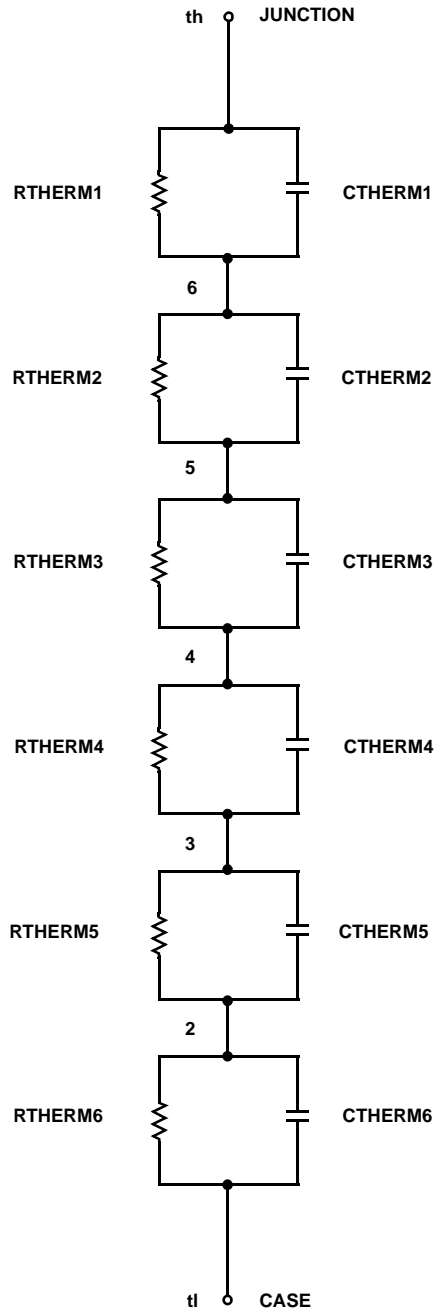 th JUNCTION
RTHERM1 CTHERM1
6
RTHERM2 CTHERM2
5
RTHERM3 CTHERM3
4
RTHERM4 CTHERM4
3
RTHERM5 CTHERM5
2
RTHERM6 CTHERM6
tl CASE